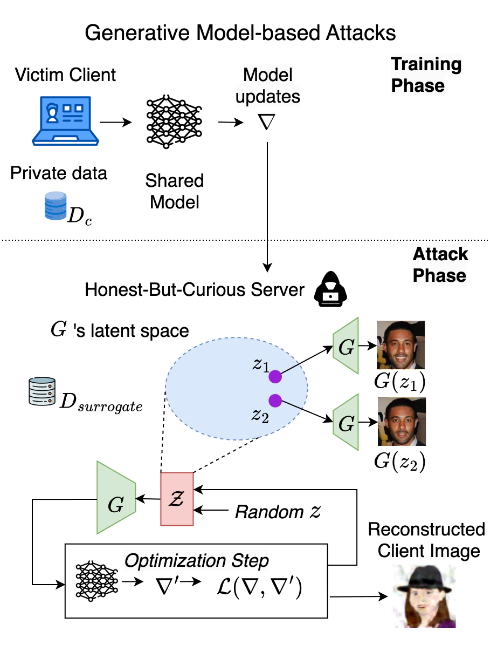 Generative Model-based Attacks
Training
Phase
Victim Client
Model
updates
∇
Private data
D_c
Shared
Model
Attack
Phase
Honest-But-Curious Server
G 's latent space
z_1
G
G(z_1)
D_surrogate
z_2
G
G(z_2)
G
Z
Random z
Reconstructed
Client Image
Optimization Step
∇' ℒ(∇, ∇')